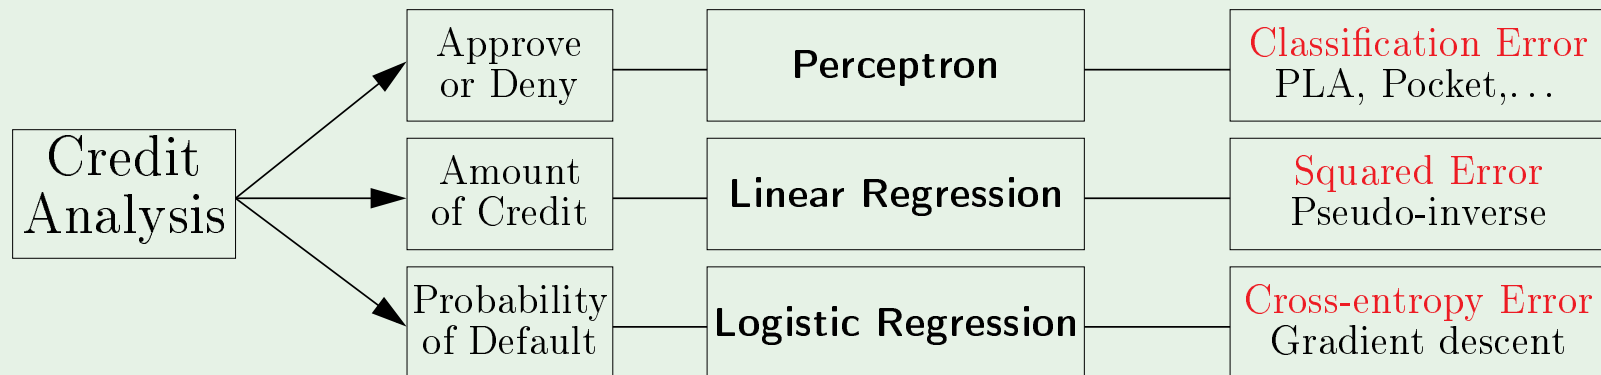 Credit
Analysis
Approve
or Deny
Perceptron
Classification Error
PLA, Pocket,...
Amount
of Credit
Linear Regression
Squared Error
Pseudo-inverse
Probability
of Default
Logistic Regression
Cross-entropy Error
Gradient descent